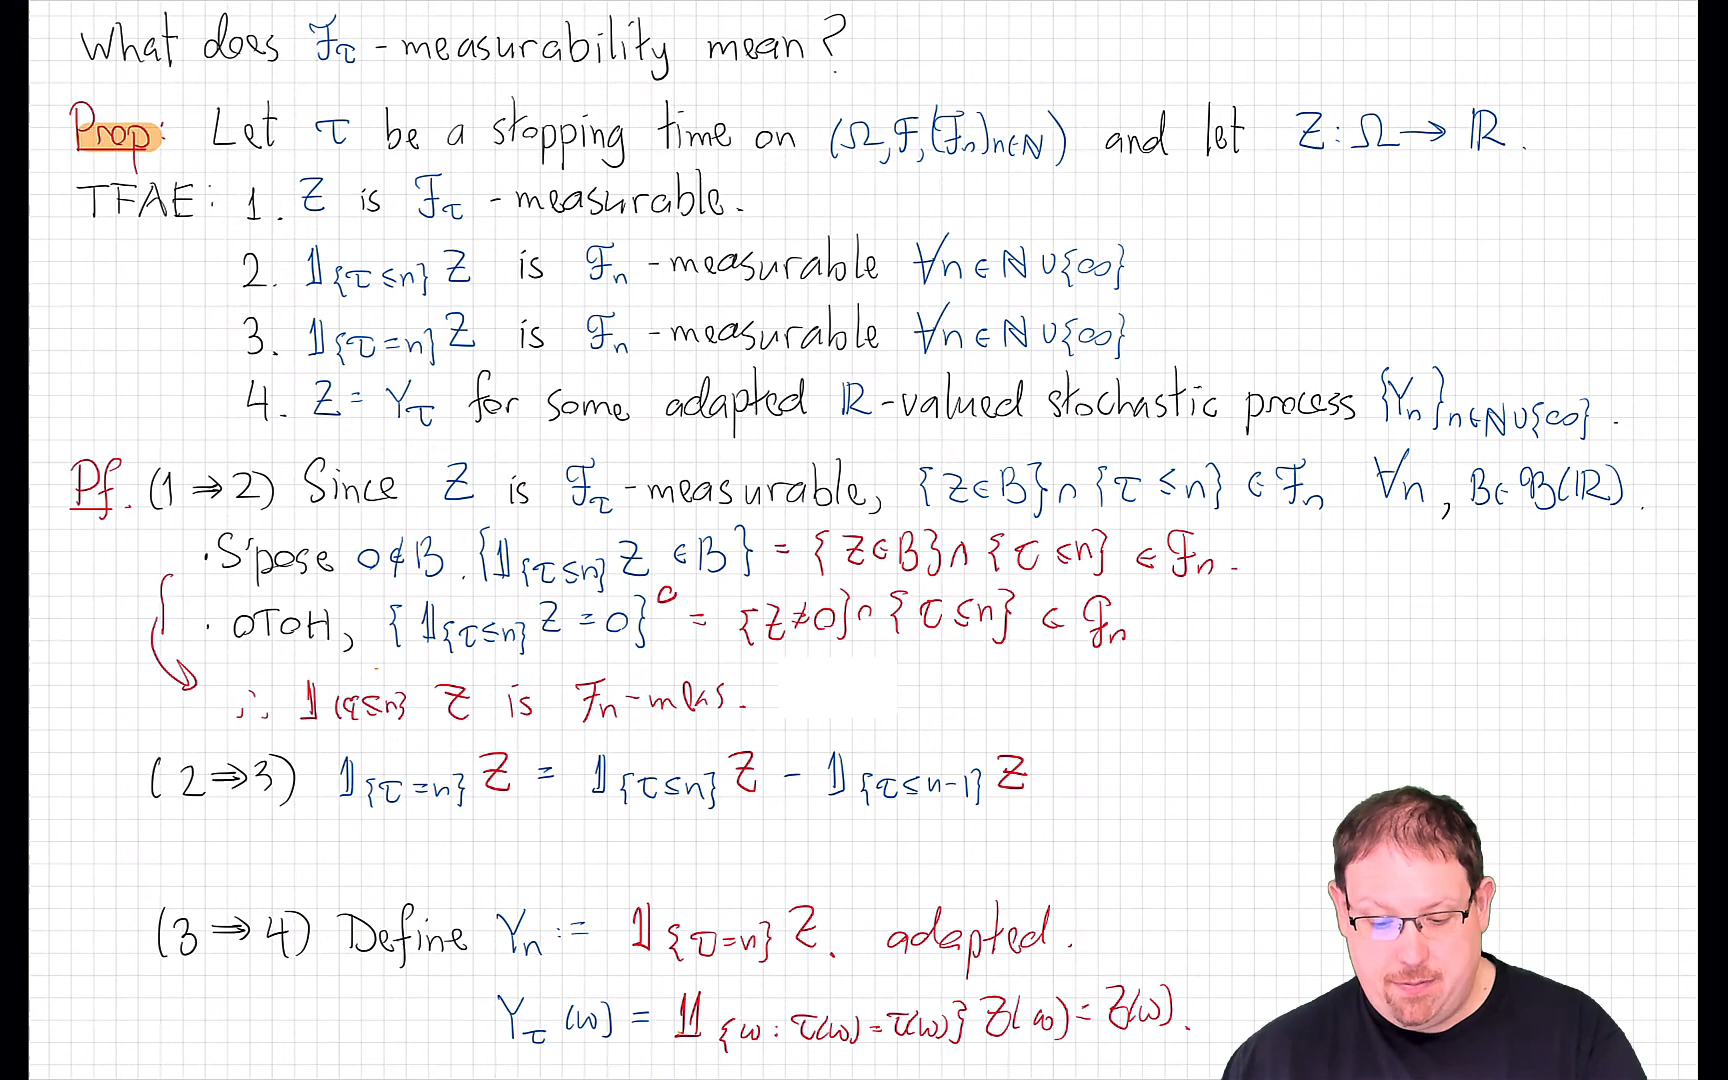 What does ℱ_τ-measurability mean?
Prop: Let τ be a stopping time on (Ω, ℱ, (ℱ_n)_{n∈ℕ}) and let Z: Ω → ℝ.
TFAE: 1. Z is ℱ_τ-measurable.
2. 𝟙_{τ≤n} Z is ℱ_n-measurable ∀n ∈ ℕ ∪ {∞}
3. 𝟙_{τ=n} Z is ℱ_n-measurable ∀n ∈ ℕ ∪ {∞}
4. Z = Y_τ for some adapted ℝ-valued stochastic process {Y_n}_{n∈ℕ∪{∞}}.
Pf. (1 ⇒ 2) Since Z is ℱ_τ-measurable, {Z∈B} ∩ {τ ≤ n} ∈ ℱ_n ∀n, B∈ℬ(ℝ).
· S'pose 0∉B. {𝟙_{τ≤n} Z ∈ B} = {Z∈B} ∩ {τ ≤ n} ∈ ℱ_n.
· OTOH, {𝟙_{τ≤n} Z = 0}^c = {Z≠0} ∩ {τ ≤ n} ∈ ℱ_n
∴ 𝟙_{τ≤n} Z is ℱ_n-meas.
(2 ⇒ 3) 𝟙_{τ=n} Z = 𝟙_{τ≤n} Z - 𝟙_{τ≤n-1} Z
(3 ⇒ 4) Define Y_n := 𝟙_{τ=n} Z. adapted.
Y_τ(ω) = 𝟙_{ω: τ(ω)=τ(ω)} Z(ω) = Z(ω).